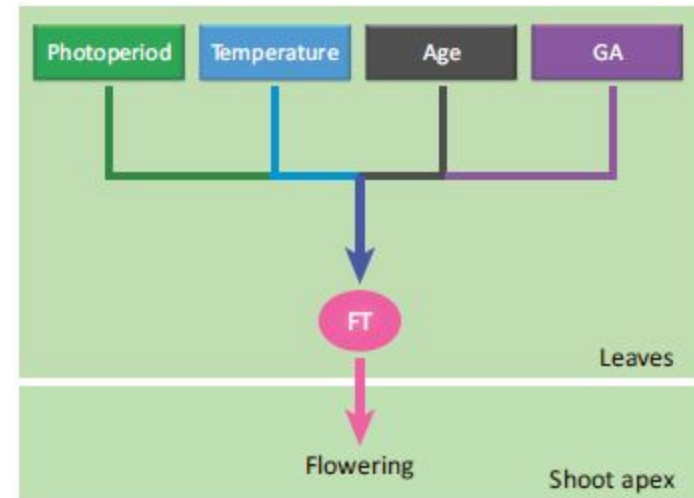 Photoperiod
Temperature
Age
GA
FT
Leaves
Flowering
Shoot apex